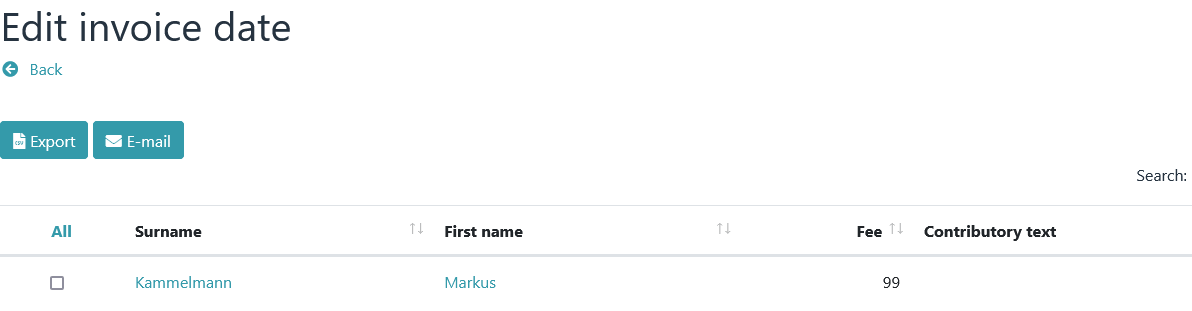 Edit invoice date
Back
Export E-mail
Search:
All Surname First name Fee Contributory text
Kammelmann Markus 99